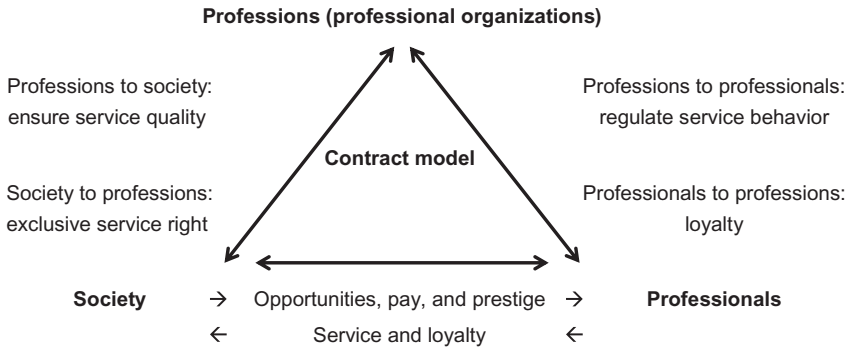 Professions (professional organizations)
Professions to society:
ensure service quality
Professions to professionals:
regulate service behavior
Contract model
Society to professions:
exclusive service right
Professionals to professions:
loyalty
Society → Opportunities, pay, and prestige → Professionals
← Service and loyalty ←